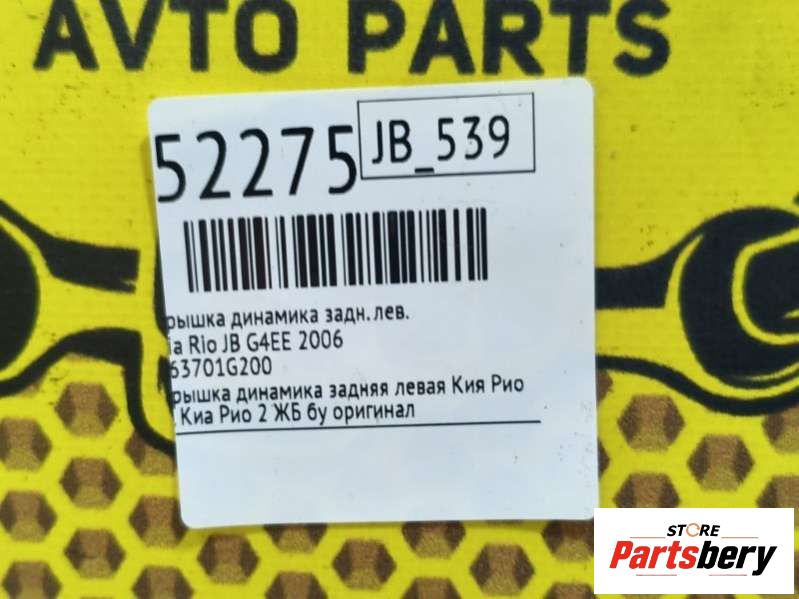 AVTO PARTS
52275
JB_539
рышка динамика задн. лев.
ia Rio JB G4EE 2006
63701G200
рышка динамика задняя левая Кия Рио
Киа Рио 2 ЖБ бу оригинал
STORE
Partsbery